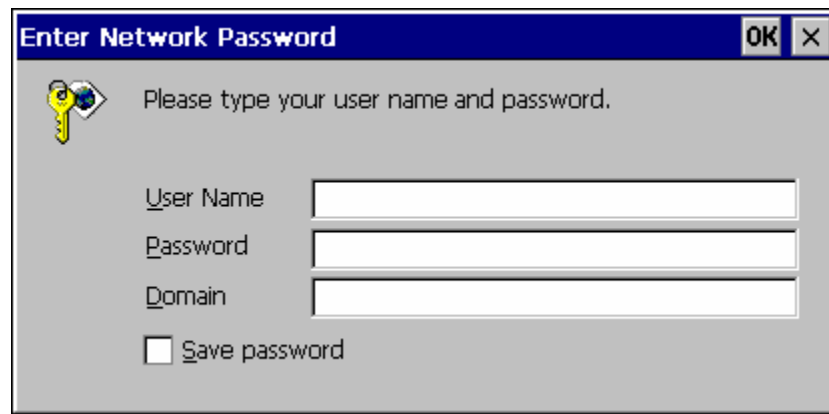 Enter Network Password OK ×
Please type your user name and password.
User Name
Password
Domain
Save password